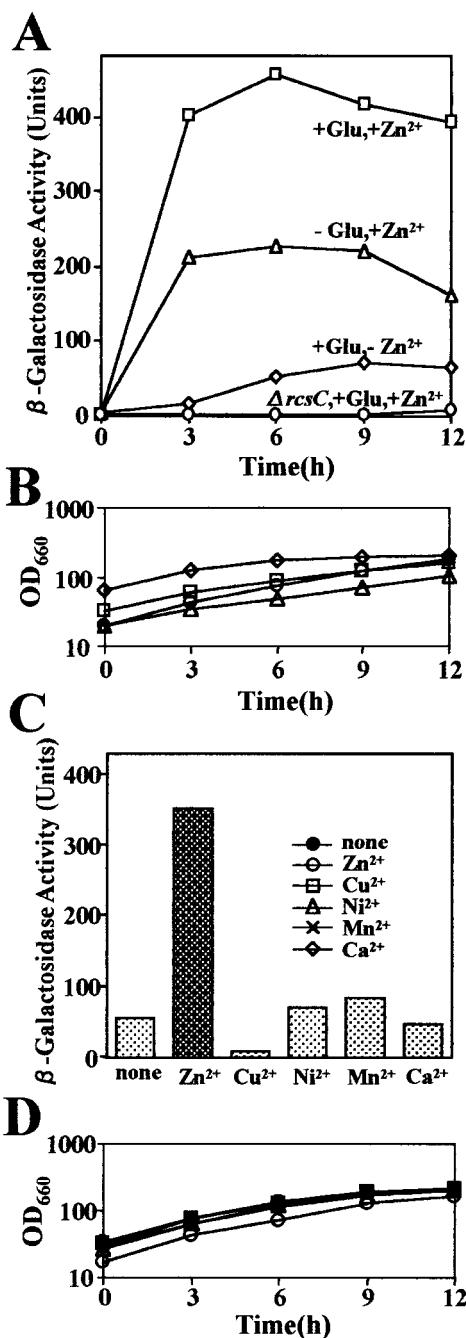 A
β-Galactosidase Activity (Units)
400
300
200
100
0
+Glu,+Zn²⁺
- Glu,+Zn²⁺
+Glu,- Zn²⁺
ΔrcsC,+Glu,+Zn²⁺
0 3 6 9 12
Time(h)
B
OD₆₆₀
1000
100
10
0 3 6 9 12
Time(h)
C
β-Galactosidase Activity (Units)
400
300
200
100
0
none
Zn²⁺
Cu²⁺
Ni²⁺
Mn²⁺
Ca²⁺
none Zn²⁺ Cu²⁺ Ni²⁺ Mn²⁺ Ca²⁺
D
OD₆₆₀
1000
100
10
0 3 6 9 12
Time(h)